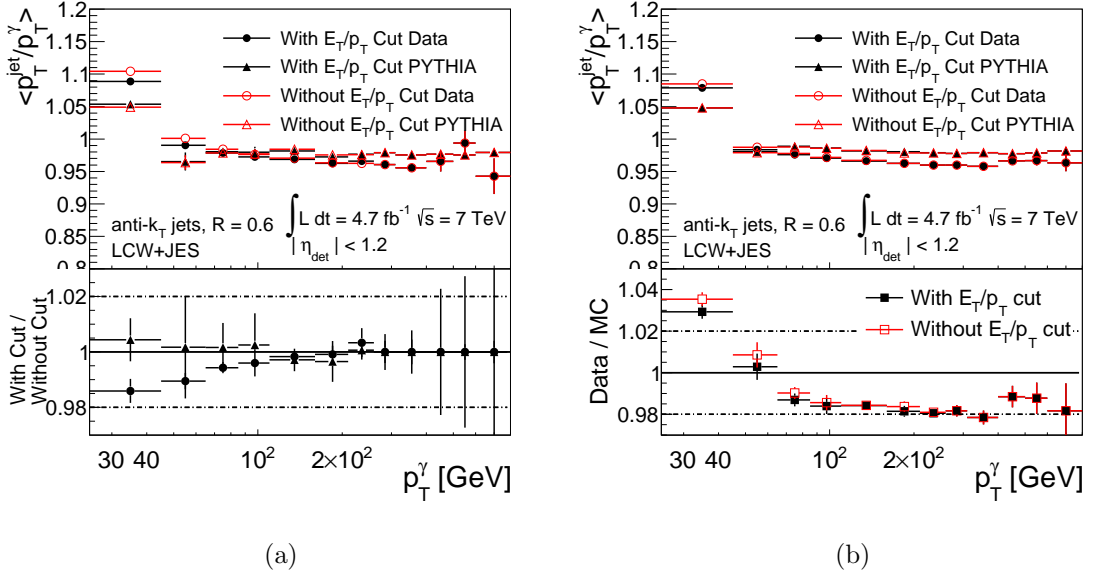 <p_T^jet/p_T^γ>
1.2
1.15
1.1
1.05
1
0.95
0.9
0.85
0.8
With E_T/p_T Cut Data
With E_T/p_T Cut PYTHIA
Without E_T/p_T Cut Data
Without E_T/p_T Cut PYTHIA
anti-k_T jets, R = 0.6
LCW+JES
∫ L dt = 4.7 fb^-1 √s = 7 TeV
| η_det | < 1.2
With Cut /
Without Cut
1.02
1
0.98
30 40
10^2
2×10^2
p_T^γ [GeV]
(a)
<p_T^jet/p_T^γ>
1.2
1.15
1.1
1.05
1
0.95
0.9
0.85
0.8
With E_T/p_T Cut Data
With E_T/p_T Cut PYTHIA
Without E_T/p_T Cut Data
Without E_T/p_T Cut PYTHIA
anti-k_T jets, R = 0.6
LCW+JES
∫ L dt = 4.7 fb^-1 √s = 7 TeV
| η_det | < 1.2
Data / MC
1.04
1.02
1
0.98
With E_T/p_T cut
Without E_T/p_T cut
30 40
10^2
2×10^2
p_T^γ [GeV]
(b)